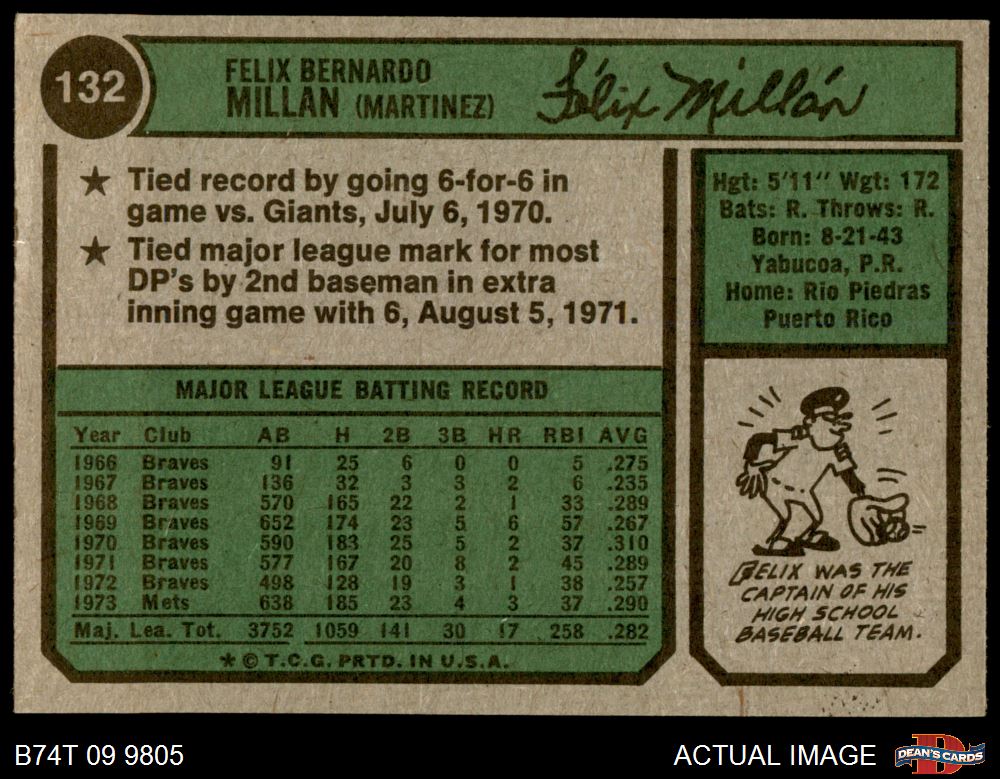 132
FELIX BERNARDO
MILLAN (MARTINEZ)
Félix Millán
★ Tied record by going 6-for-6 in
game vs. Giants, July 6, 1970.
★ Tied major league mark for most
DP's by 2nd baseman in extra
inning game with 6, August 5, 1971.
Hgt: 5'11" Wgt: 172
Bats: R. Throws: R.
Born: 8-21-43
Yabucoa, P.R.
Home: Rio Piedras
Puerto Rico
MAJOR LEAGUE BATTING RECORD
Year Club AB H 2B 3B HR RBI AVG
1966 Braves 91 25 6 0 0 5 .275
1967 Braves 136 32 3 3 2 6 .235
1968 Braves 570 165 22 2 1 33 .289
1969 Braves 652 174 23 5 6 57 .267
1970 Braves 590 183 25 5 2 37 .310
1971 Braves 577 167 20 8 2 45 .289
1972 Braves 498 128 19 3 1 38 .257
1973 Mets 638 185 23 4 3 37 .290
Maj. Lea. Tot. 3752 1059 141 30 17 258 .282
* © T.C.G. PRTD. IN U.S.A.
FELIX WAS THE
CAPTAIN OF HIS
HIGH SCHOOL
BASEBALL TEAM.
B74T 09 9805
ACTUAL IMAGE
DEAN'S CARDS